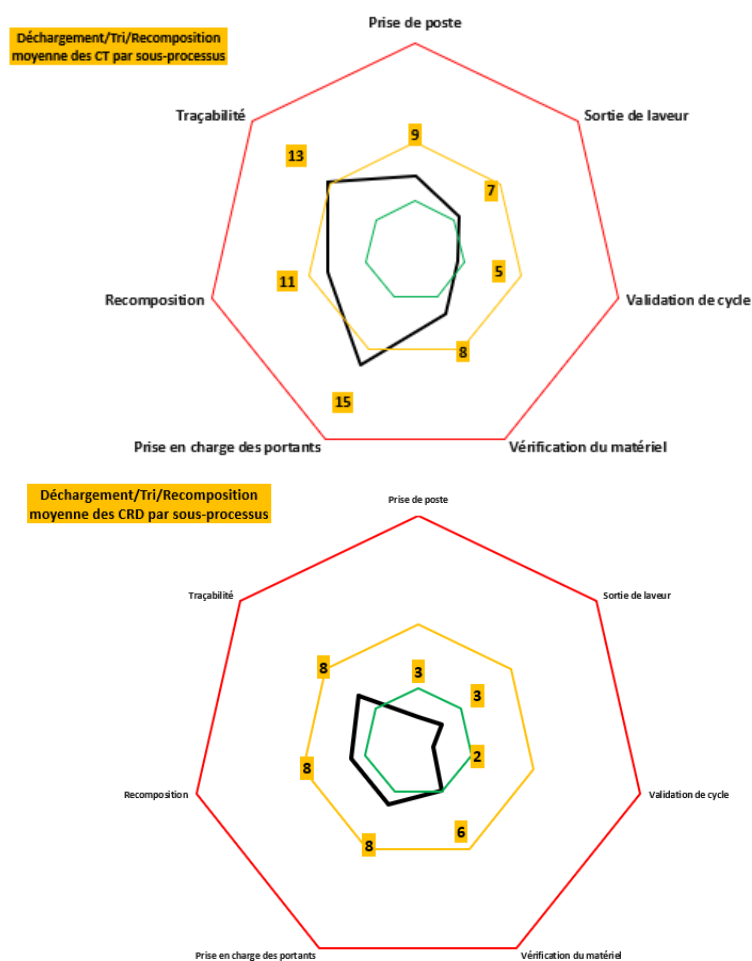 Déchargement/Tri/Recomposition
moyenne des CT par sous-processus
Prise de poste
Traçabilité
Sortie de laveur
9
13
7
5
11
Recomposition
Validation de cycle
8
15
Prise en charge des portants
Vérification du matériel
Déchargement/Tri/Recomposition
moyenne des CRD par sous-processus
Prise de poste
Traçabilité
Sortie de laveur
8
3
3
2
8
Recomposition
Validation de cycle
6
8
Prise en charge des portants
Vérification du matériel